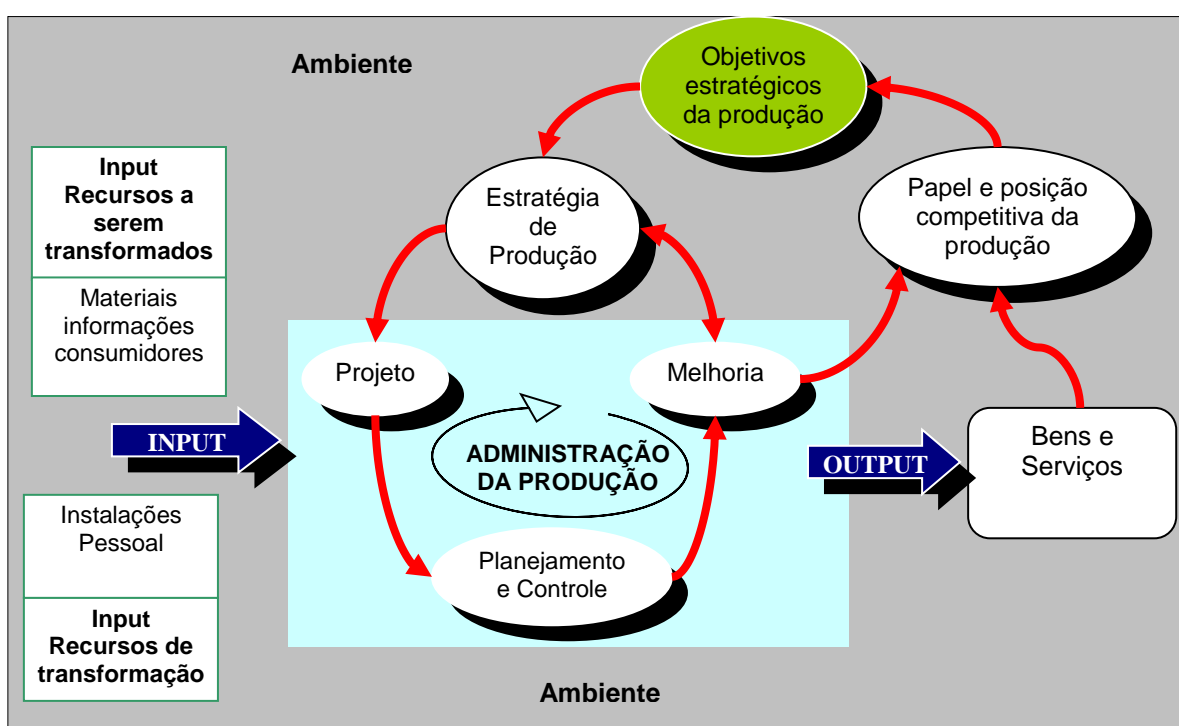 Ambiente
Objetivos
estratégicos
da produção
Input
Recursos a
serem
transformados
Materiais
informações
consumidores
Estratégia
de
Produção
Papel e posição
competitiva da
produção
Projeto
Melhoria
INPUT
ADMINISTRAÇÃO
DA PRODUÇÃO
OUTPUT
Bens e
Serviços
Instalações
Pessoal
Planejamento
e Controle
Input
Recursos de
transformação
Ambiente